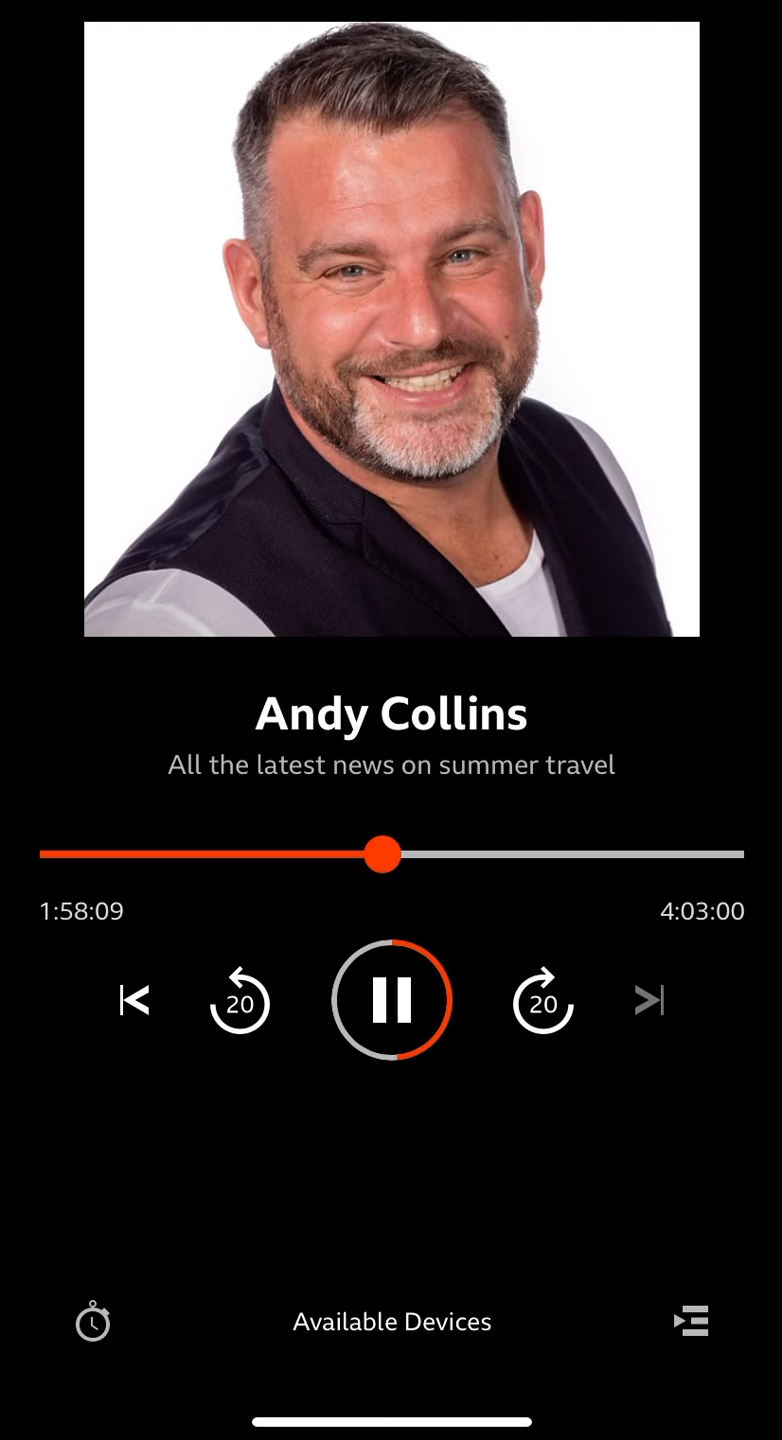 Andy Collins
All the latest news on summer travel
1:58:09 4:03:00
20 20
Available Devices